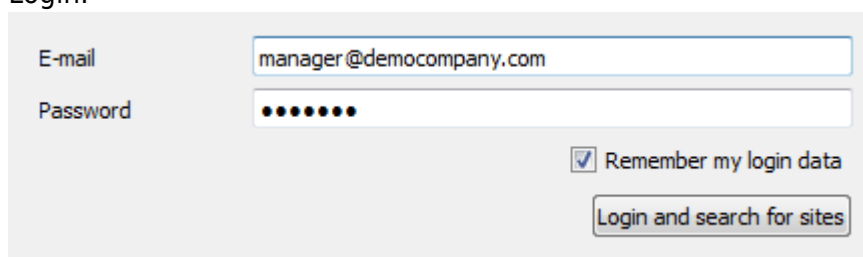 Login:
E-mail manager@democompany.com
Password •••••••
Remember my login data
Login and search for sites